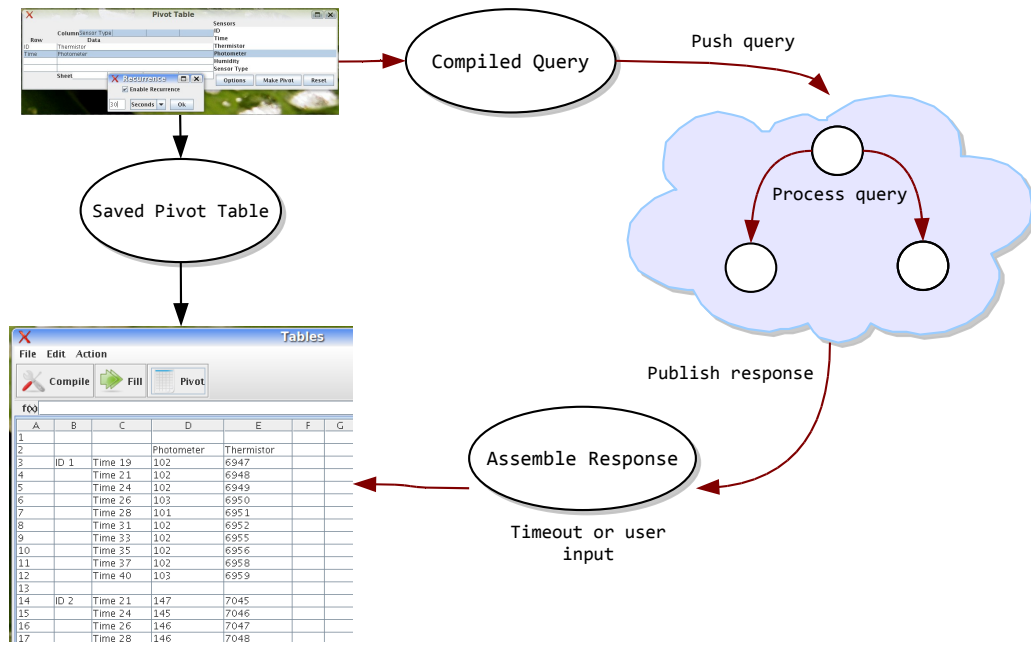 Pivot Table
Sensors
Column Sensor Type
ID
Row Data
Time
ID Thermistor
Thermistor
Time Photometer
Photometer
Humidity
Sensor Type
Sheet
Options Make Pivot Reset
Recurrence
Enable Recurrence
30 Seconds Ok
Compiled Query
Push query
Process query
Saved Pivot Table
Publish response
Assemble Response
Timeout or user
input
Tables
File Edit Action
Compile Fill Pivot
f(x)
A B C D E F G
1
2 Photometer Thermistor
3 ID 1 Time 19 102 6947
4 Time 21 102 6948
5 Time 24 102 6949
6 Time 26 103 6950
7 Time 28 101 6951
8 Time 31 102 6952
9 Time 33 102 6955
10 Time 35 102 6956
11 Time 37 102 6958
12 Time 40 103 6959
13
14 ID 2 Time 21 147 7045
15 Time 24 145 7046
16 Time 26 146 7047
17 Time 28 146 7048